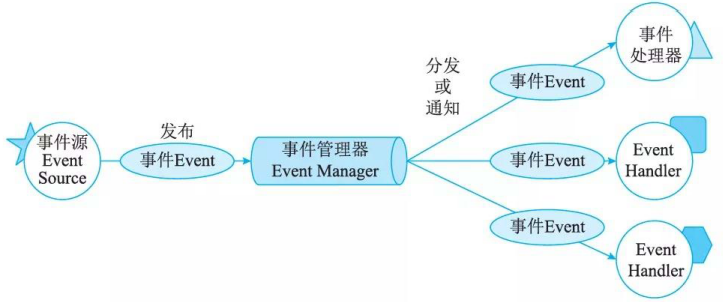 事件源
Event
Source
发布
事件Event
事件管理器
Event Manager
分发
或
通知
事件Event
事件
处理器
事件Event
Event
Handler
事件Event
Event
Handler